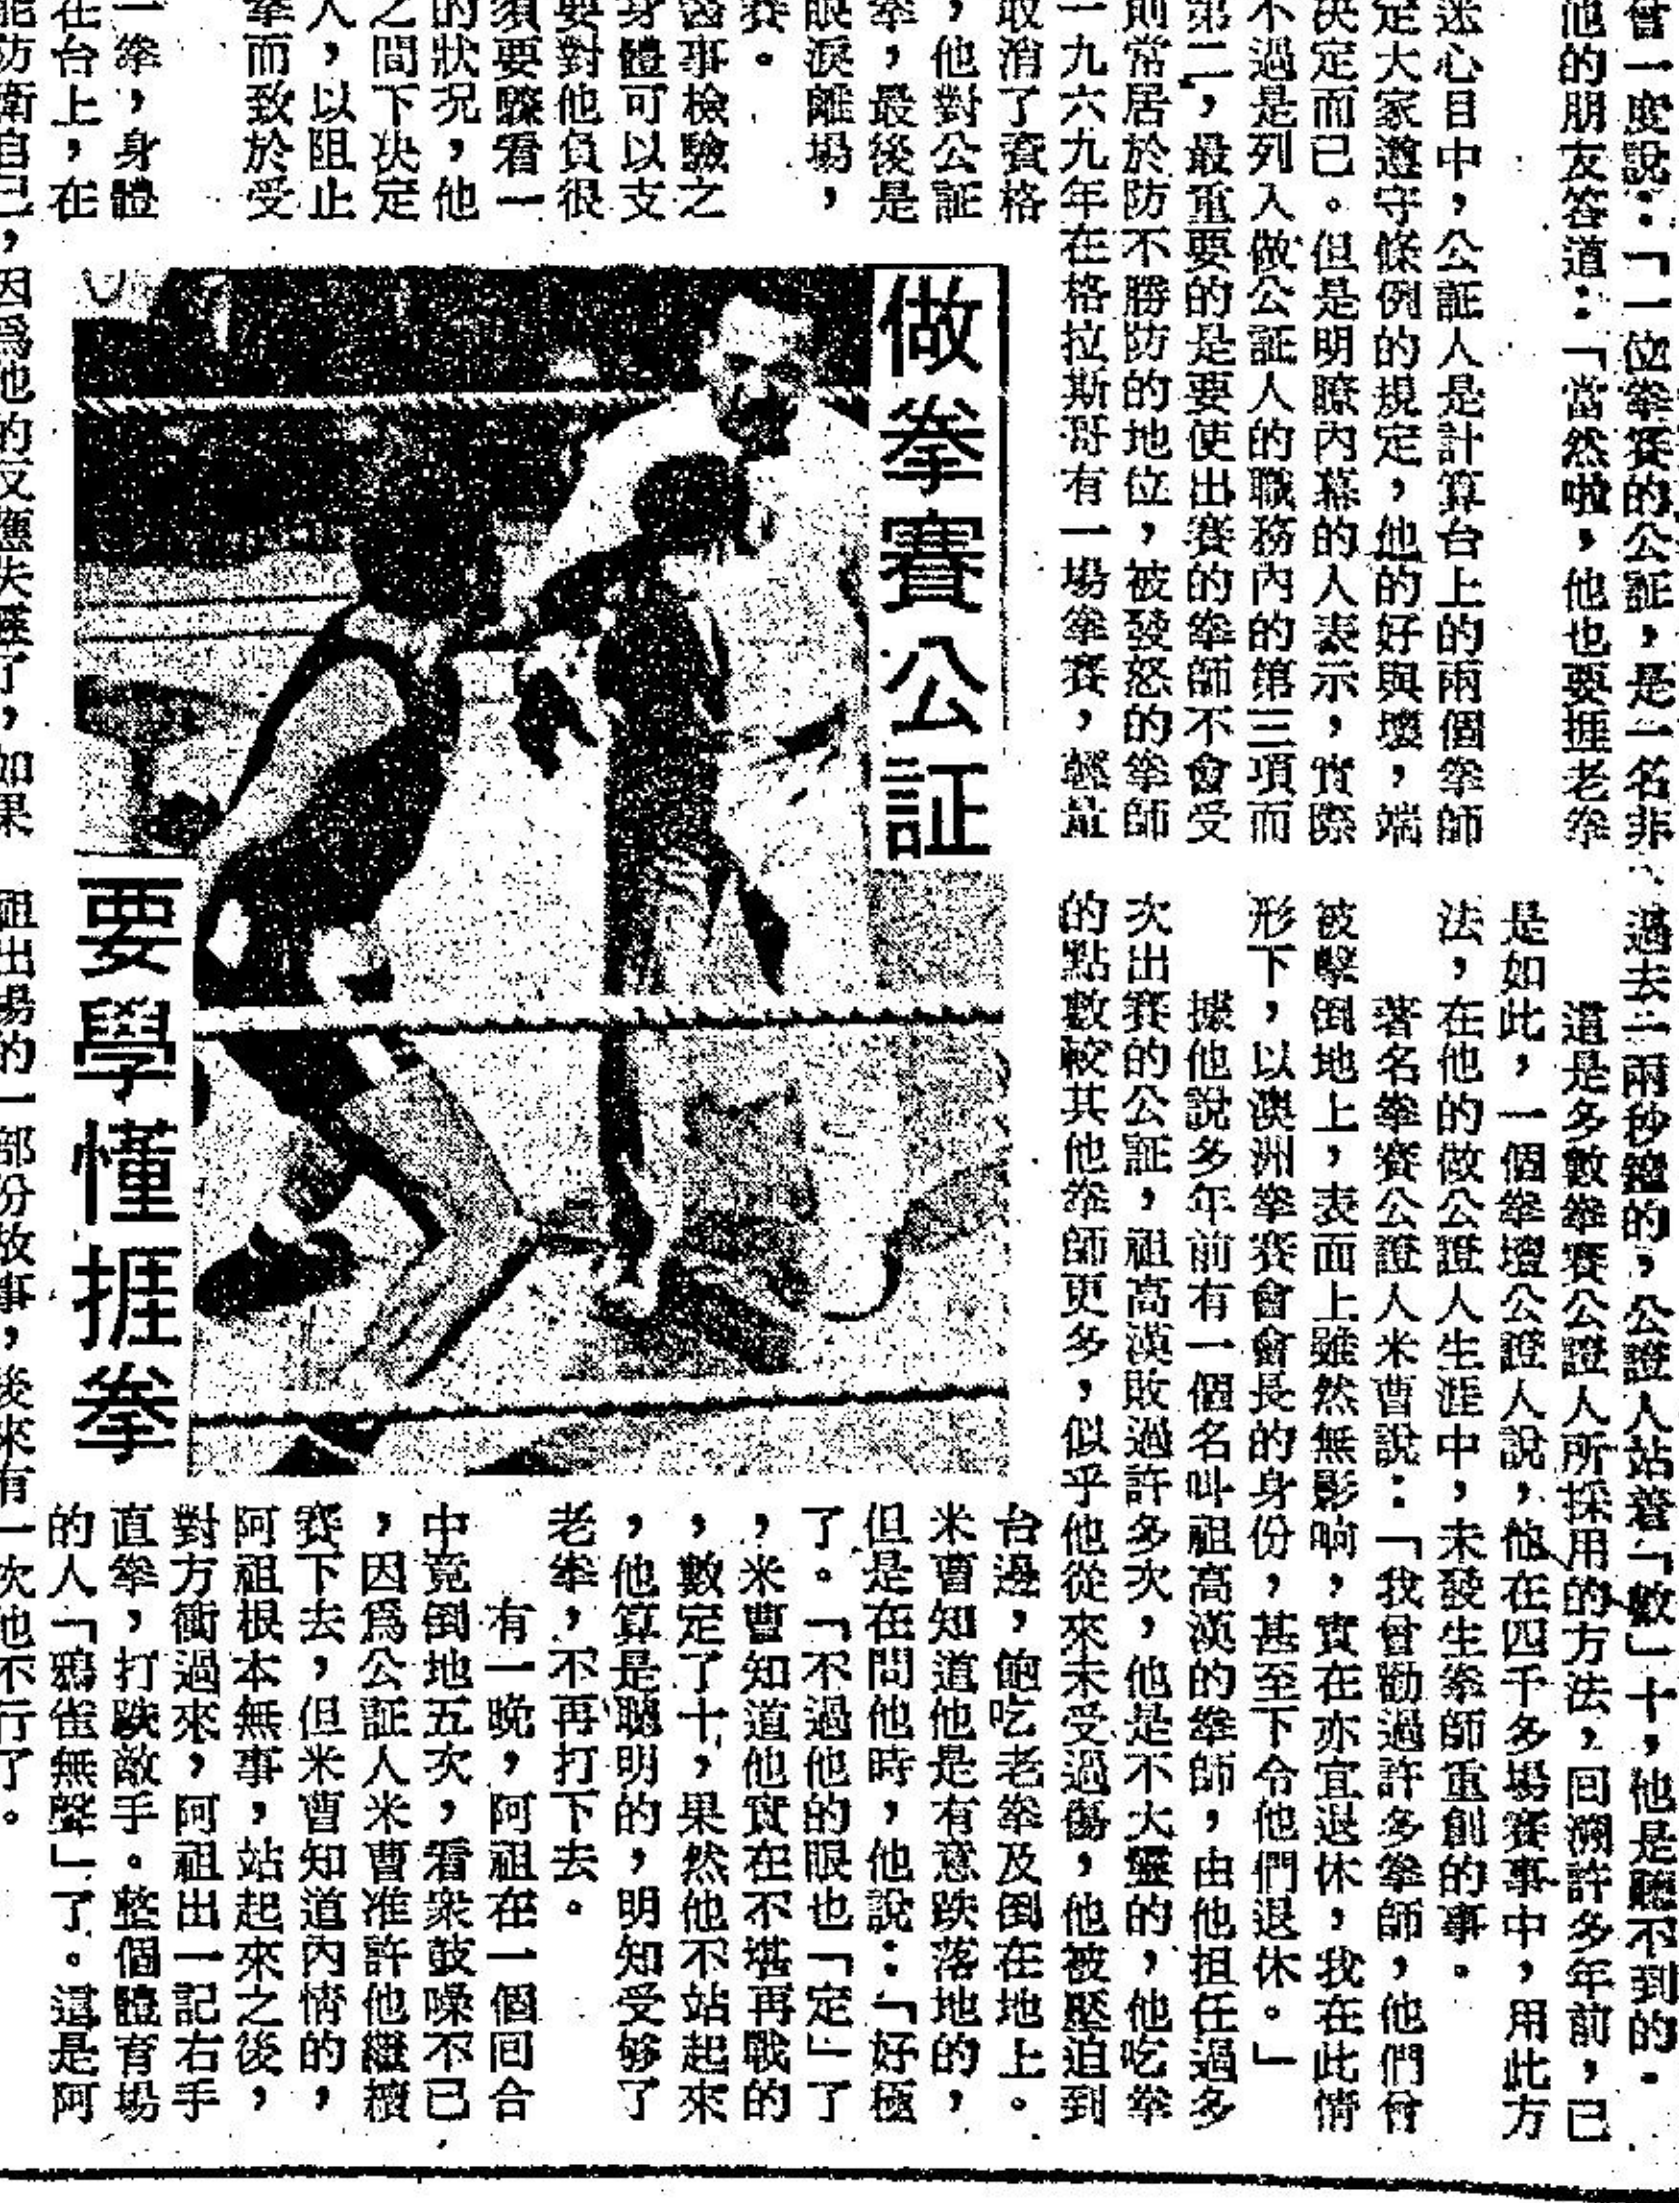 做拳賽公証
要學懂捱拳
曾一度說：「一位拳賽的公証，是一名非
他的朋友答道：「當然啦，他也要捱老拳
迷心目中，公証人是計算台上的兩個拳師
定大家遵守條例的規定，他的好與壞，端
决定而已。但是明瞭內幕的人表示，實際
不過是列入做公証人的職務內的第三項而
第二，最重要的是要使出賽的拳師不會受
則常居於防不勝防的地位，被發怒的拳師
一九六九年在格拉斯哥有一場拳賽，輕量
取消了賽格
，他對公証
拳，最後是
眼淚離場，
賽。
醫事檢驗之
身體可以支
要對他負很
須要驟看一
的狀况，他
之間下决定
人，以阻止
拳而致於受
一拳，身體
在台上，在
能防衛自己，因爲他的反應失靈了，如果
過去一兩秒鐘的，公證人站着「數」十，他是聽不到的。
這是多數拳賽公證人所採用的方法，回溯許多年前，已
是如此，一個拳壇公證人說，他在四千多場賽事中，用此方
法，在他的做公證人生涯中，未發生拳師重創的事。
著名拳賽公證人米曹說：「我曾勸過許多拳師，他們曾
被擊倒地上，表面上雖然無影响，實在亦宜退休，我在此情
形下，以澳洲拳賽會會長的身份，甚至下令他們退休。」
據他說多年前有一個名叫祖高漢的拳師，由他担任過多
次出賽的公証，祖高漢敗過許多次，他是不大靈的，他吃拳
的點數較其他拳師更多，似乎他從來未受過傷，他被壓迫到
台邊，飽吃老拳及倒在地上。
米曹知道他是有意跌落地的，
但是在問他時，他說：「好極
了。「不過他的眼也「定」了
，米曹知道他實在不堪再戰的
，數定了十，果然他不站起來
，他算是聰明的，明知受够了
老拳，不再打下去。
有一晚，阿祖在一個回合
中竟倒地五次，看衆鼓噪不已
，因爲公証人米曹准許他繼續
賽下去，但米曹知道內情的，
阿祖根本無事，站起來之後，
對方衝過來，阿祖出一記右手
直拳，打跌敵手。整個體育場
的人「鴉雀無聲」了。這是阿
祖出場的一部份故事，後來有一次他不行了。